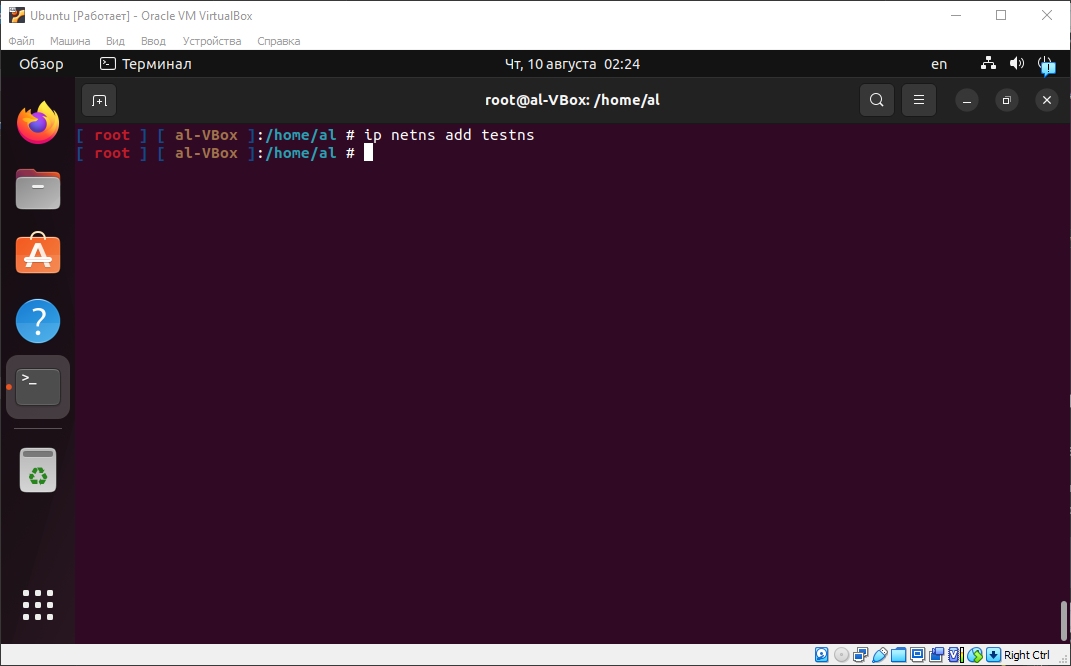 Ubuntu [Работает] - Oracle VM VirtualBox
Файл Машина Вид Ввод Устройства Справка
Обзор Терминал Чт, 10 августа 02:24 en
root@al-VBox: /home/al
[ root ] [ al-VBox ]:/home/al # ip netns add testns
[ root ] [ al-VBox ]:/home/al #
Right Ctrl